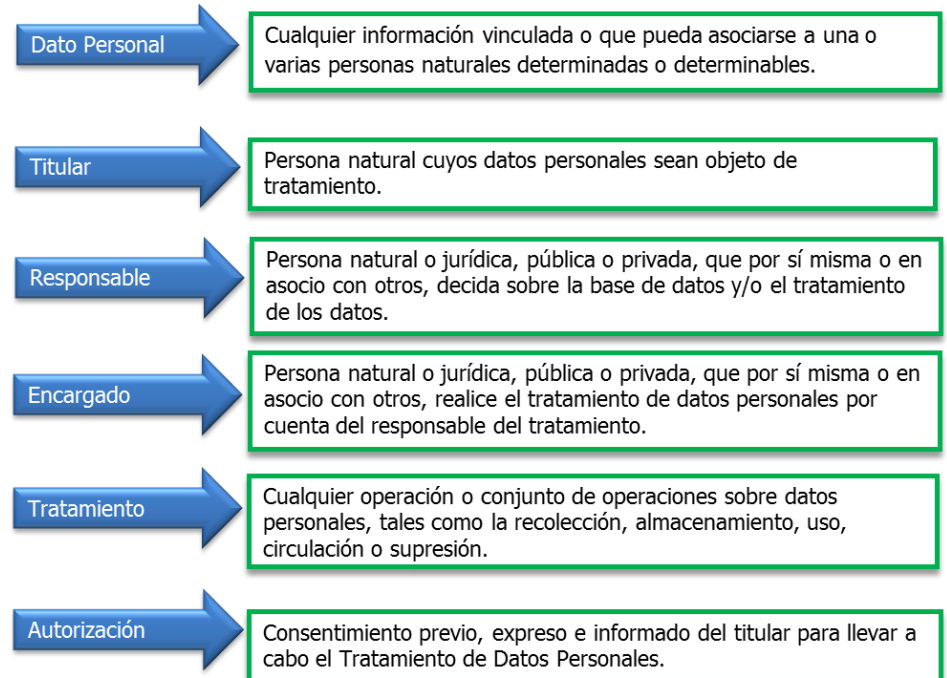 Dato Personal
Cualquier información vinculada o que pueda asociarse a una o
varias personas naturales determinadas o determinables.
Titular
Persona natural cuyos datos personales sean objeto de
tratamiento.
Responsable
Persona natural o jurídica, pública o privada, que por sí misma o en
asocio con otros, decida sobre la base de datos y/o el tratamiento
de los datos.
Encargado
Persona natural o jurídica, pública o privada, que por sí misma o en
asocio con otros, realice el tratamiento de datos personales por
cuenta del responsable del tratamiento.
Tratamiento
Cualquier operación o conjunto de operaciones sobre datos
personales, tales como la recolección, almacenamiento, uso,
circulación o supresión.
Autorización
Consentimiento previo, expreso e informado del titular para llevar a
cabo el Tratamiento de Datos Personales.